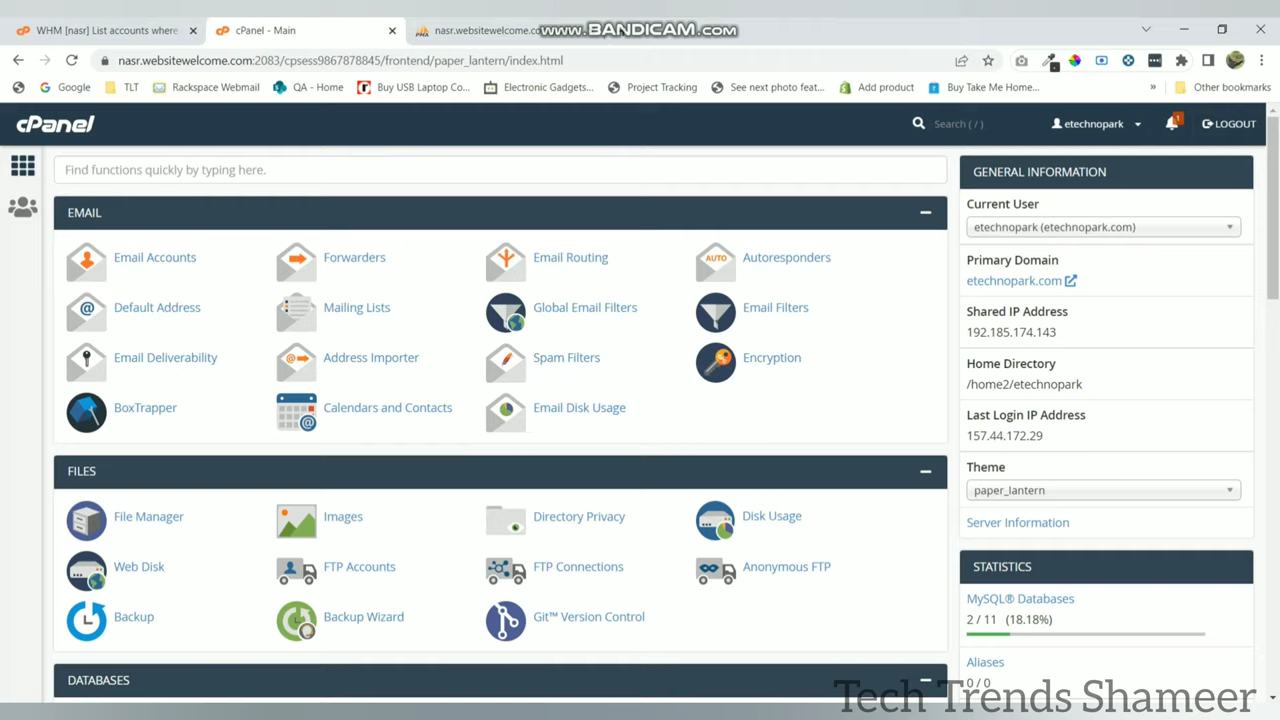 WHM [nasr] List accounts where
cPanel - Main
nasr.websitewelcome.co
www.BANDICAM.com
nasr.websitewelcome.com:2083/cpsess9867878845/frontend/paper_lantern/index.html
Google
TLT
Rackspace Webmail
QA - Home
Buy USB Laptop Co...
Electronic Gadgets...
Project Tracking
See next photo feat...
Add product
Buy Take Me Home...
»
Other bookmarks
cPanel
Search ( / )
etechnopark
1
LOGOUT
Find functions quickly by typing here.
EMAIL
Email Accounts
Forwarders
Email Routing
AUTO
Autoresponders
Default Address
Mailing Lists
Global Email Filters
Email Filters
Email Deliverability
Address Importer
Spam Filters
Encryption
BoxTrapper
Calendars and Contacts
Email Disk Usage
FILES
File Manager
Images
Directory Privacy
Disk Usage
Web Disk
FTP Accounts
FTP Connections
Anonymous FTP
Backup
Backup Wizard
Git™ Version Control
DATABASES
GENERAL INFORMATION
Current User
etechnopark (etechnopark.com)
Primary Domain
etechnopark.com
Shared IP Address
192.185.174.143
Home Directory
/home2/etechnopark
Last Login IP Address
157.44.172.29
Theme
paper_lantern
Server Information
STATISTICS
MySQL® Databases
2 / 11 (18.18%)
Aliases
0 / 0
Tech Trends Shameer